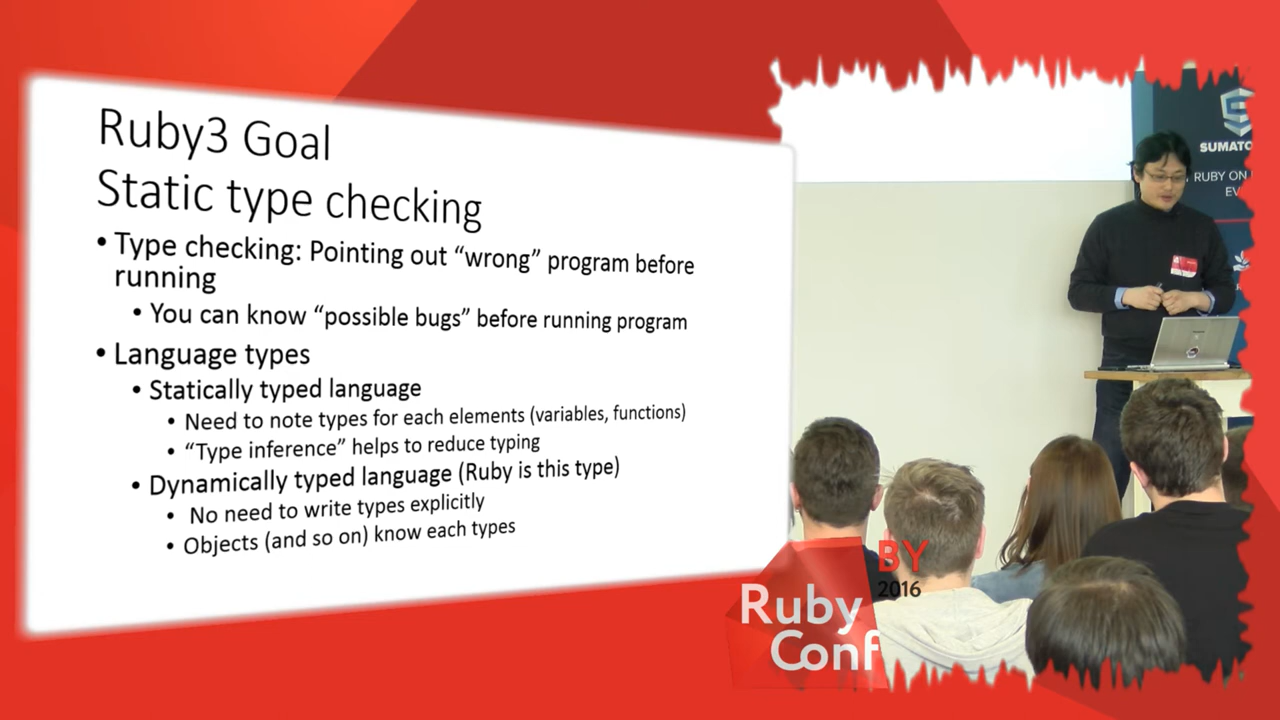 Ruby3 Goal
Static type checking
• Type checking: Pointing out “wrong” program before
running
• You can know “possible bugs” before running program
• Language types
• Statically typed language
• Need to note types for each elements (variables, functions)
• “Type inference” helps to reduce typing
• Dynamically typed language (Ruby is this type)
• No need to write types explicitly
• Objects (and so on) know each types
RUBY ON
BY
2016
Ruby
Conf